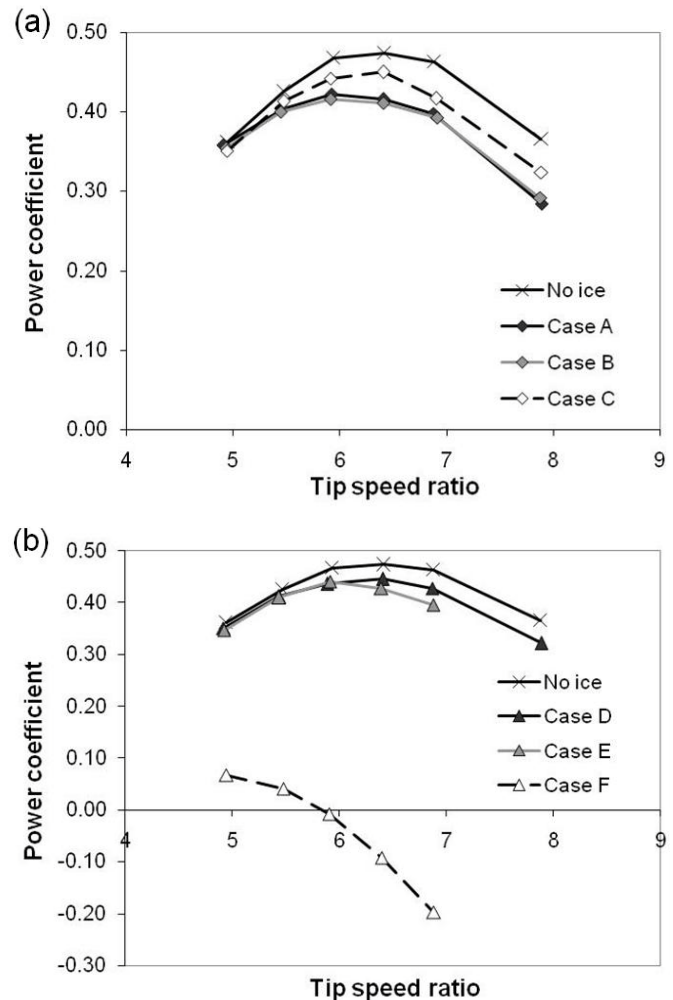 (a)
0.50
0.40
0.30
0.20
0.10
0.00
Power coefficient
No ice
Case A
Case B
Case C
4 5 6 7 8 9
Tip speed ratio
(b)
0.50
0.40
0.30
0.20
0.10
0.00
-0.10
-0.20
-0.30
Power coefficient
No ice
Case D
Case E
Case F
4 5 6 7 8 9
Tip speed ratio